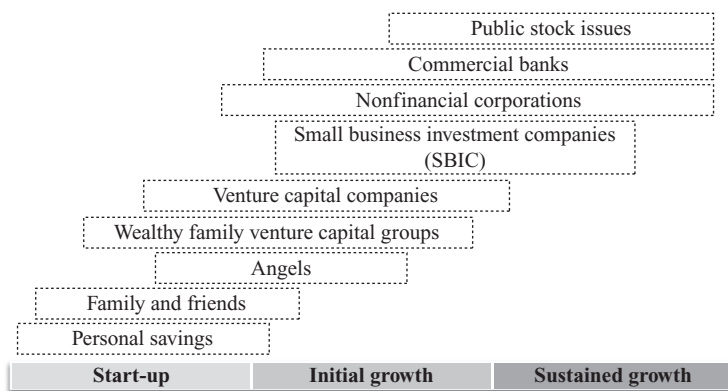 Public stock issues
Commercial banks
Nonfinancial corporations
Small business investment companies
(SBIC)
Venture capital companies
Wealthy family venture capital groups
Angels
Family and friends
Personal savings
Start-up Initial growth Sustained growth